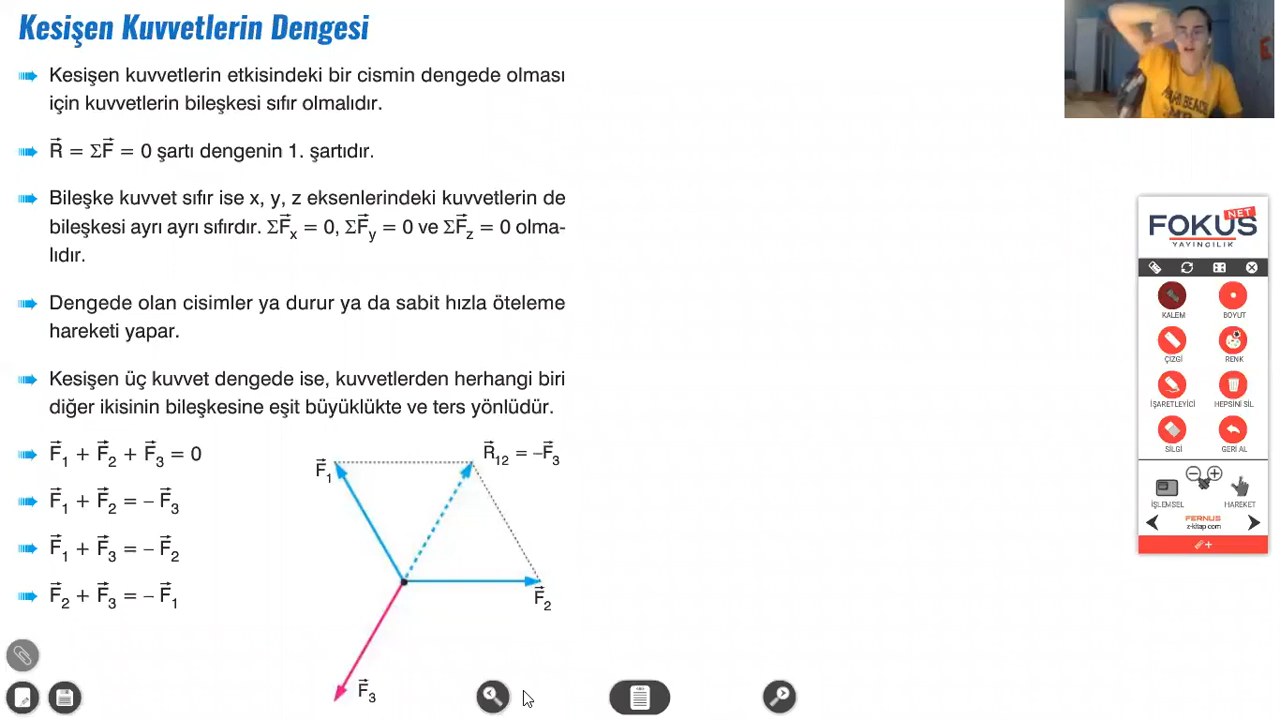 Kesişen Kuvvetlerin Dengesi
Kesişen kuvvetlerin etkisindeki bir cismin dengede olması
için kuvvetlerin bileşkesi sıfır olmalıdır.
R⃗ = ΣF⃗ = 0 şartı dengenin 1. şartıdır.
Bileşke kuvvet sıfır ise x, y, z eksenlerindeki kuvvetlerin de
bileşkesi ayrı ayrı sıfırdır. ΣF⃗x = 0, ΣF⃗y = 0 ve ΣF⃗z = 0 olma-
lıdır.
Dengede olan cisimler ya durur ya da sabit hızla öteleme
hareketi yapar.
Kesişen üç kuvvet dengede ise, kuvvetlerden herhangi biri
diğer ikisinin bileşkesine eşit büyüklükte ve ters yönlüdür.
F⃗1 + F⃗2 + F⃗3 = 0
F⃗1 + F⃗2 = – F⃗3
F⃗1 + F⃗3 = – F⃗2
F⃗2 + F⃗3 = – F⃗1
F⃗1
R⃗12 = –F⃗3
F⃗2
F⃗3
FOKUS NET
YAYINCILIK
KALEM
BOYUT
ÇİZGİ
RENK
İŞARETLEYİCİ
HEPSİNİ SİL
SİLGİ
GERİ AL
İŞLEMSEL
HAREKET
FERNUS
z-kitap.com